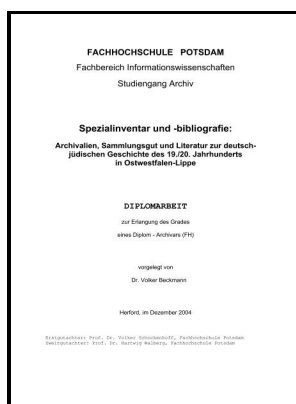 FACHHOCHSCHULE POTSDAM
Fachbereich Informationswissenschaften
Studiengang Archiv
Spezialinventar und -bibliografie:
Archivalien, Sammlungsgut und Literatur zur deutsch-
jüdischen Geschichte des 19./20. Jahrhunderts
in Ostwestfalen-Lippe
DIPLOMARBEIT
zur Erlangung des Grades
eines Diplom - Archivars (FH)
vorgelegt von
Dr. Volker Beckmann
Herford, im Dezember 2004
Erstgutachter: Prof. Dr. Volker Schockenhoff, Fachhochschule Potsdam
Zweitgutachter: Prof. Dr. Hartwig Walberg, Fachhochschule Potsdam